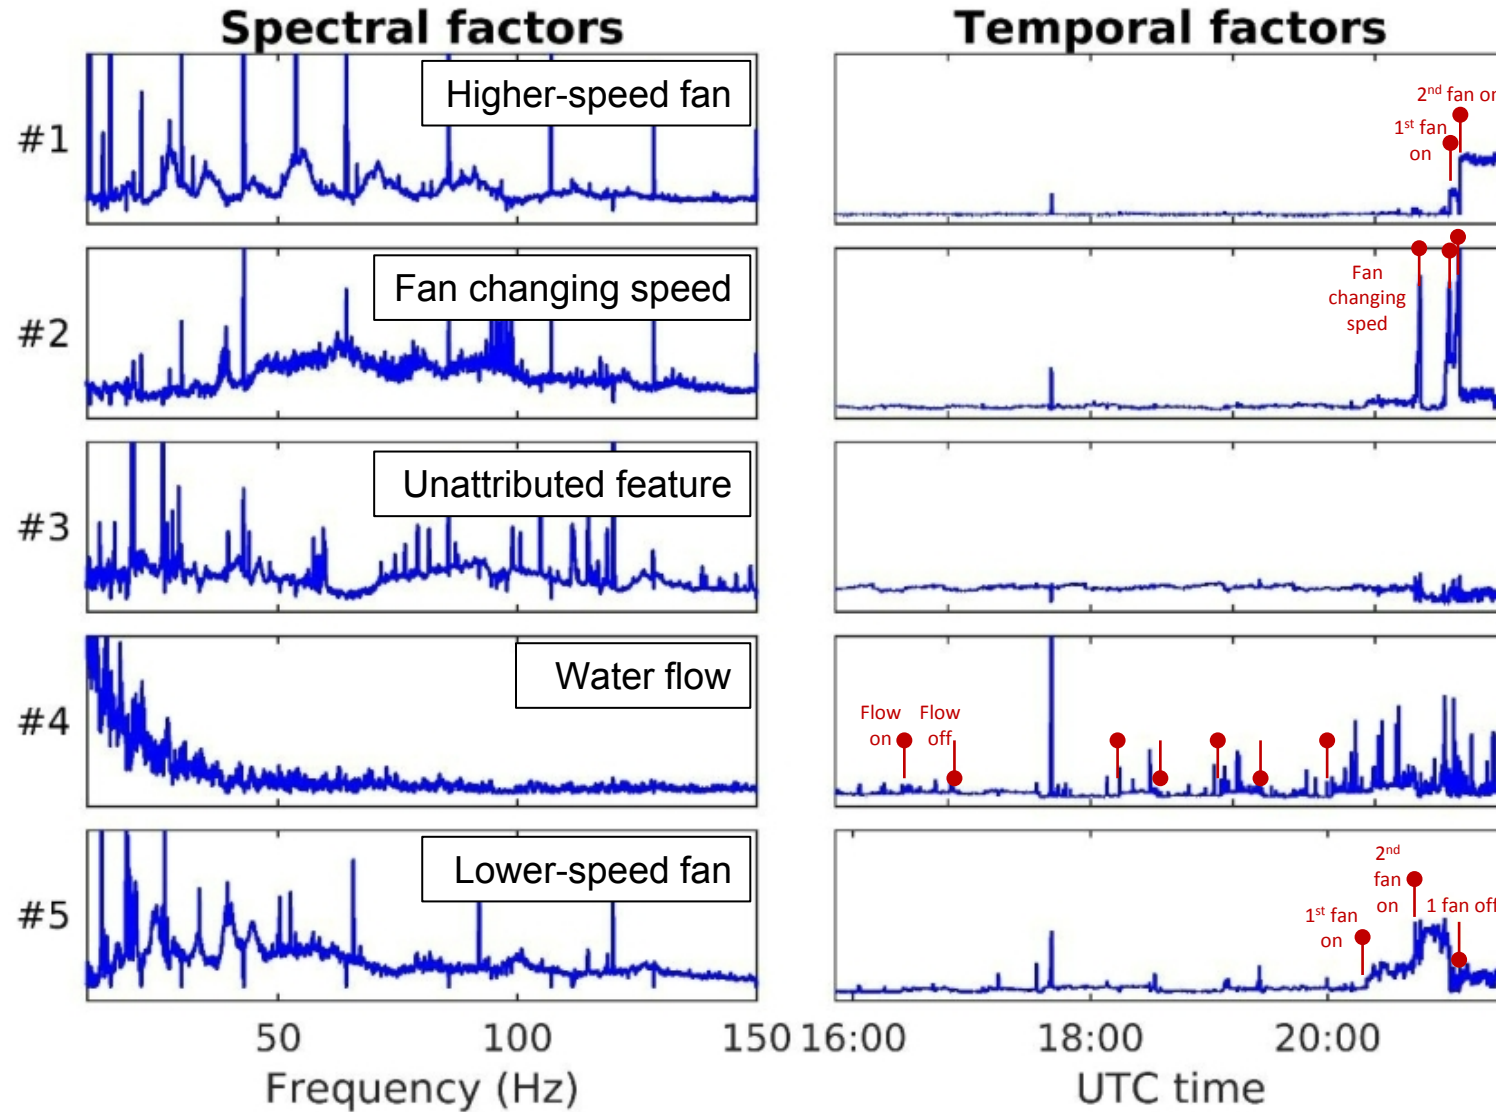 Spectral factors
Temporal factors
#1
Higher-speed fan
1st fan
on
2nd fan on
#2
Fan changing speed
Fan
changing
sped
#3
Unattributed feature
#4
Water flow
Flow
on
Flow
off
#5
Lower-speed fan
1st fan
on
2nd
fan
on
1 fan off
50
100
150
Frequency (Hz)
16:00
18:00
20:00
UTC time